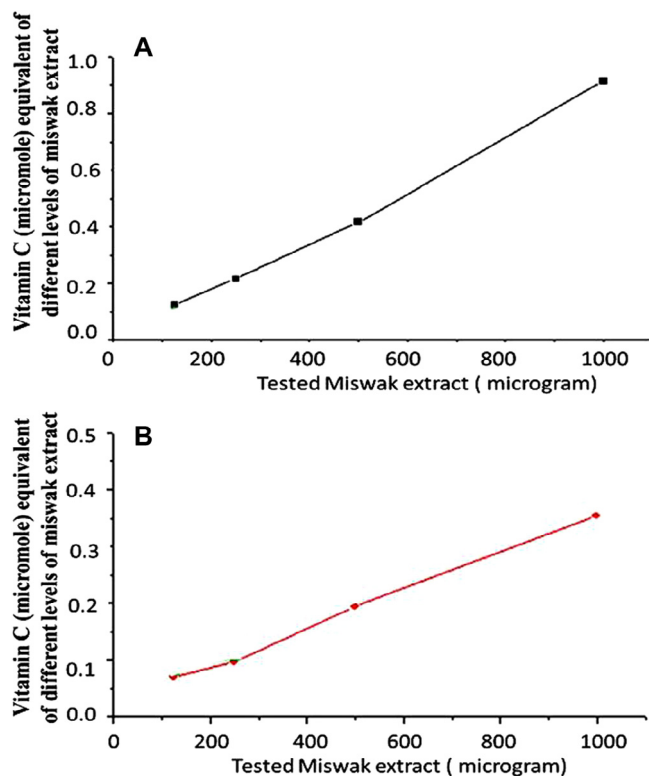 A
Vitamin C (micromole) equivalent of
different levels of miswak extract
1.0
0.8
0.6
0.4
0.2
0.0
0 200 400 600 800 1000
Tested Miswak extract ( microgram)
B
Vitamin C (micromole) equivalent
of different levels of miswak extract
0.5
0.4
0.3
0.2
0.1
0.0
0 200 400 600 800 1000
Tested Miswak extract ( microgram)